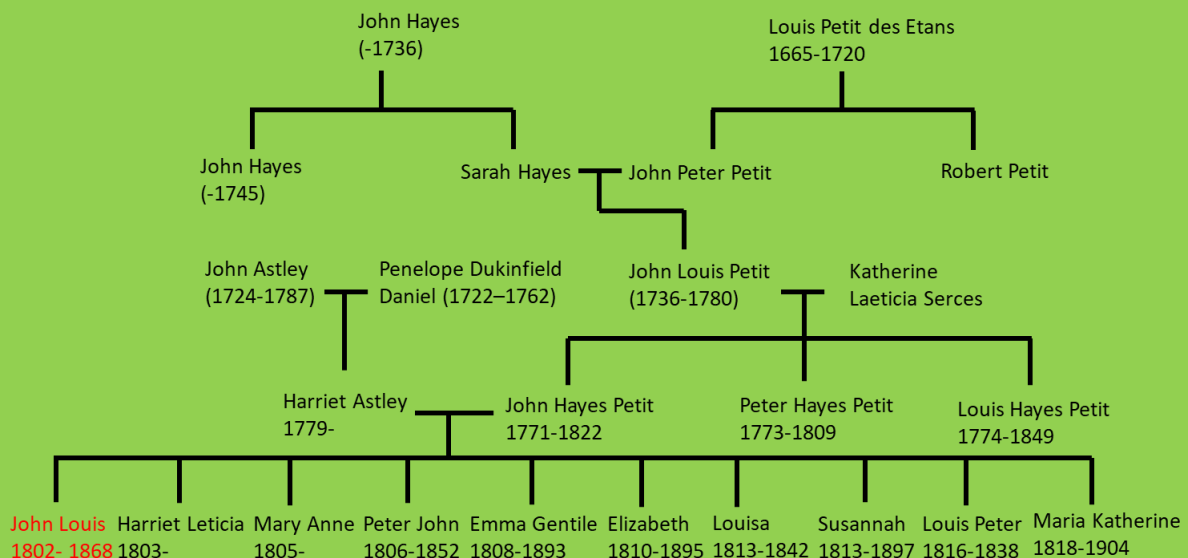 John Hayes
(-1736)
Louis Petit des Etans
1665-1720
John Hayes
(-1745)
Sarah Hayes
John Peter Petit
Robert Petit
John Astley
(1724-1787)
Penelope Dukinfield
Daniel (1722–1762)
John Louis Petit
(1736-1780)
Katherine
Laeticia Serces
Harriet Astley
1779-
John Hayes Petit
1771-1822
Peter Hayes Petit
1773-1809
Louis Hayes Petit
1774-1849
John Louis
1802- 1868
Harriet Leticia
1803-
Mary Anne
1805-
Peter John
1806-1852
Emma Gentile
1808-1893
Elizabeth
1810-1895
Louisa
1813-1842
Susannah
1813-1897
Louis Peter
1816-1838
Maria Katherine
1818-1904